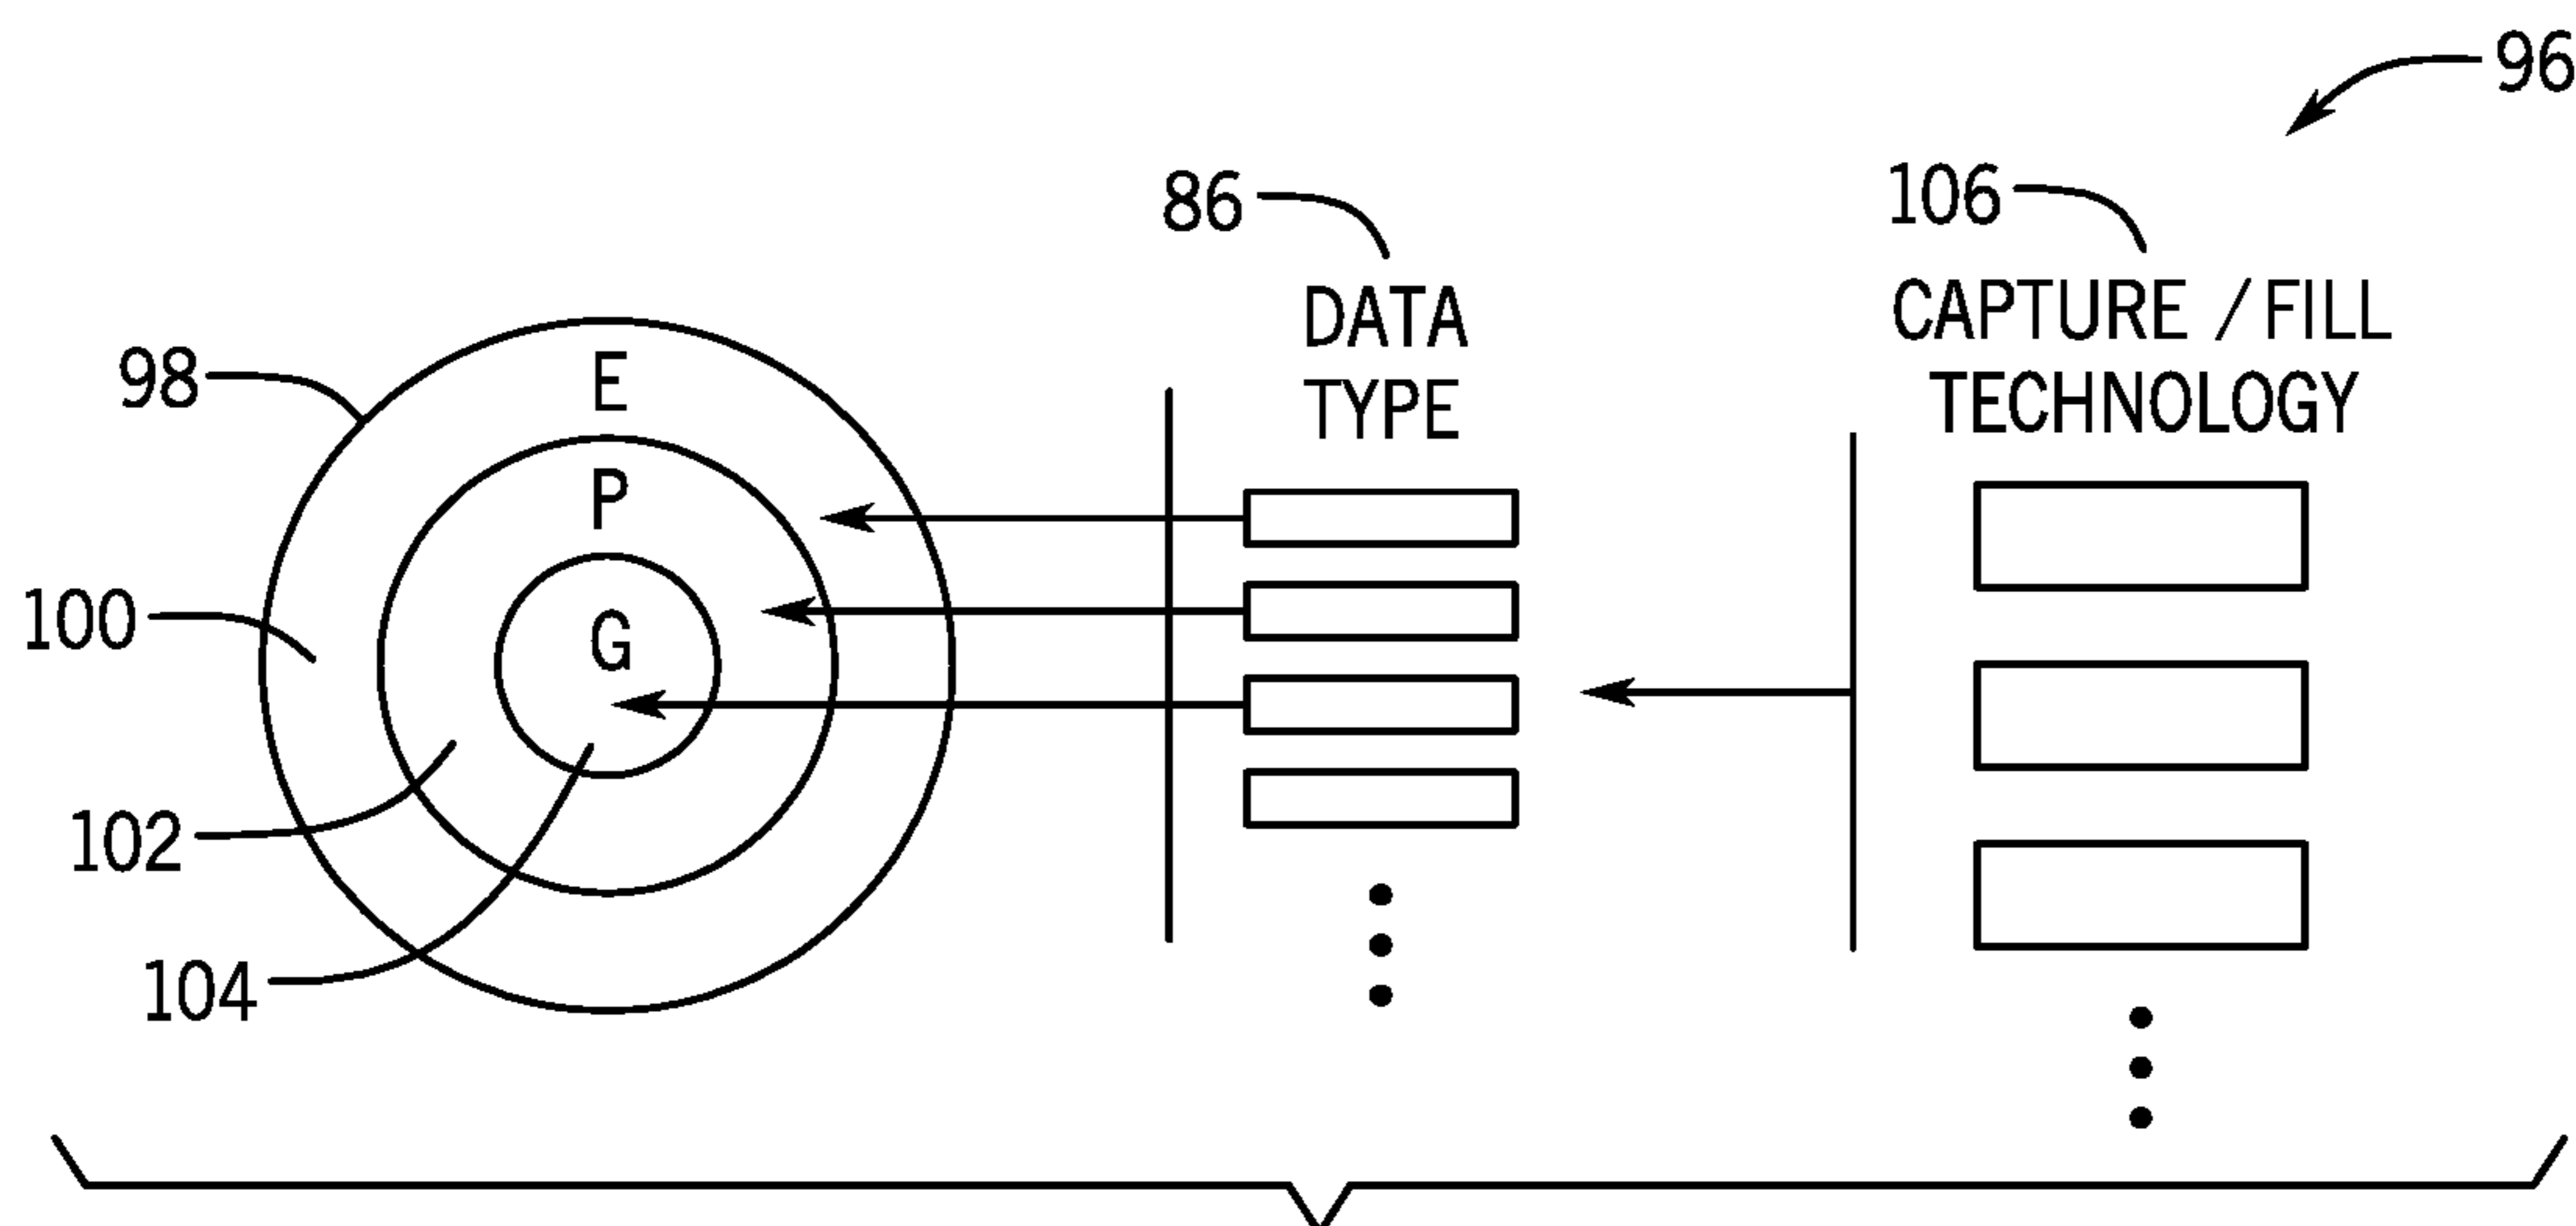 96
86
106
DATA
TYPE
CAPTURE / FILL
TECHNOLOGY
98
E
P
G
100
102
104